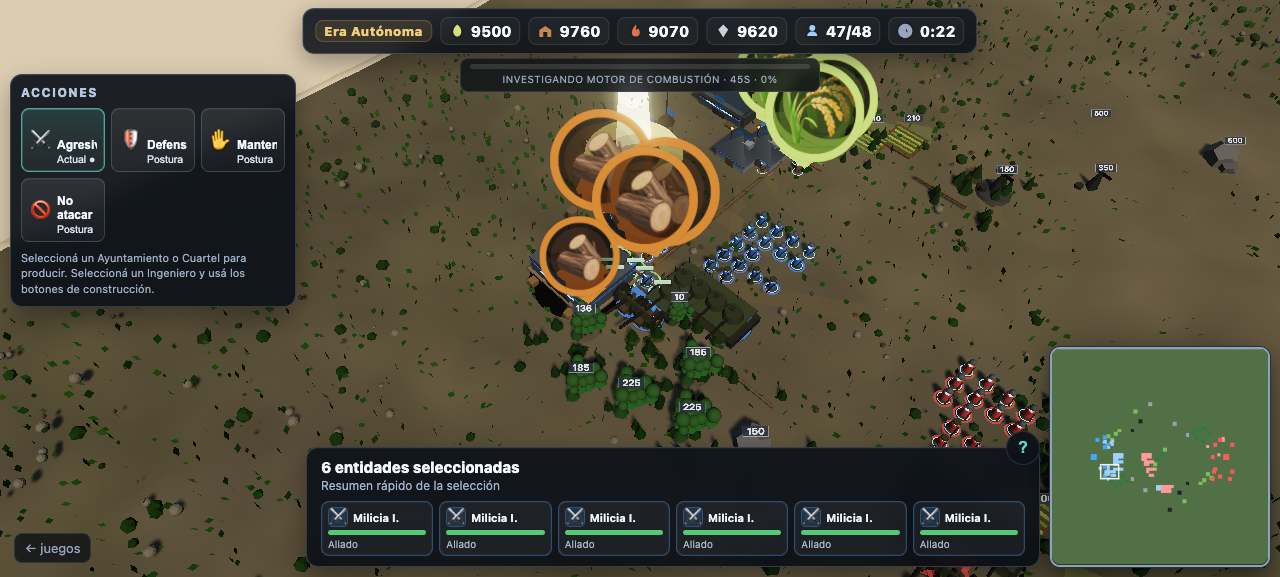 Era Autónoma 9500 9760 9070 9620 47/48 0:22
INVESTIGANDO MOTOR DE COMBUSTIÓN · 45S · 0%
ACCIONES
Agresiv
Actual
Defens
Postura
Manten
Postura
No atacar
Postura
Seleccioná un Ayuntamiento o Cuartel para
producir. Seleccioná un Ingeniero y usá los
botones de construcción.
210
500
600
150
350
136
10
185
185
225
225
150
6 entidades seleccionadas
Resumen rápido de la selección
Milicia I. Milicia I. Milicia I. Milicia I. Milicia I. Milicia I.
Aliado Aliado Aliado Aliado Aliado Aliado
?
← juegos